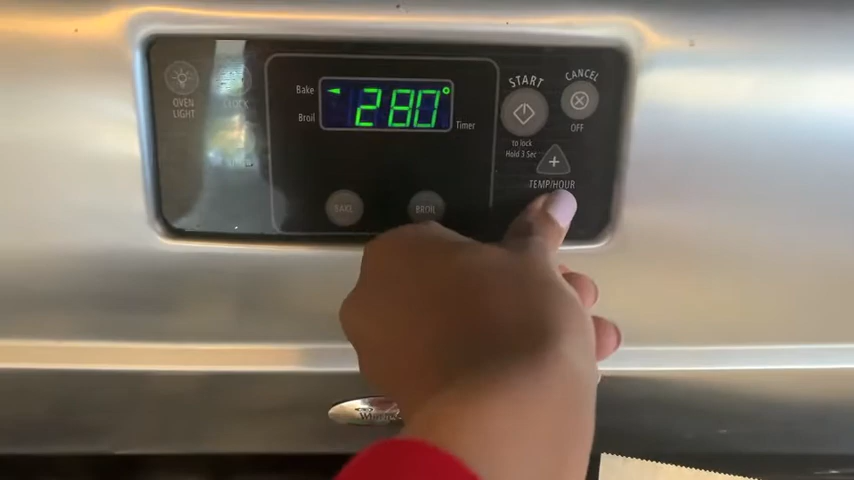 START
CANCEL
Bake
280°
OVEN
LIGHT
CLOCK
Broil
Timer
OFF
to lock
Hold 3 Sec
+
TEMP/HOUR
BAKE
BROIL